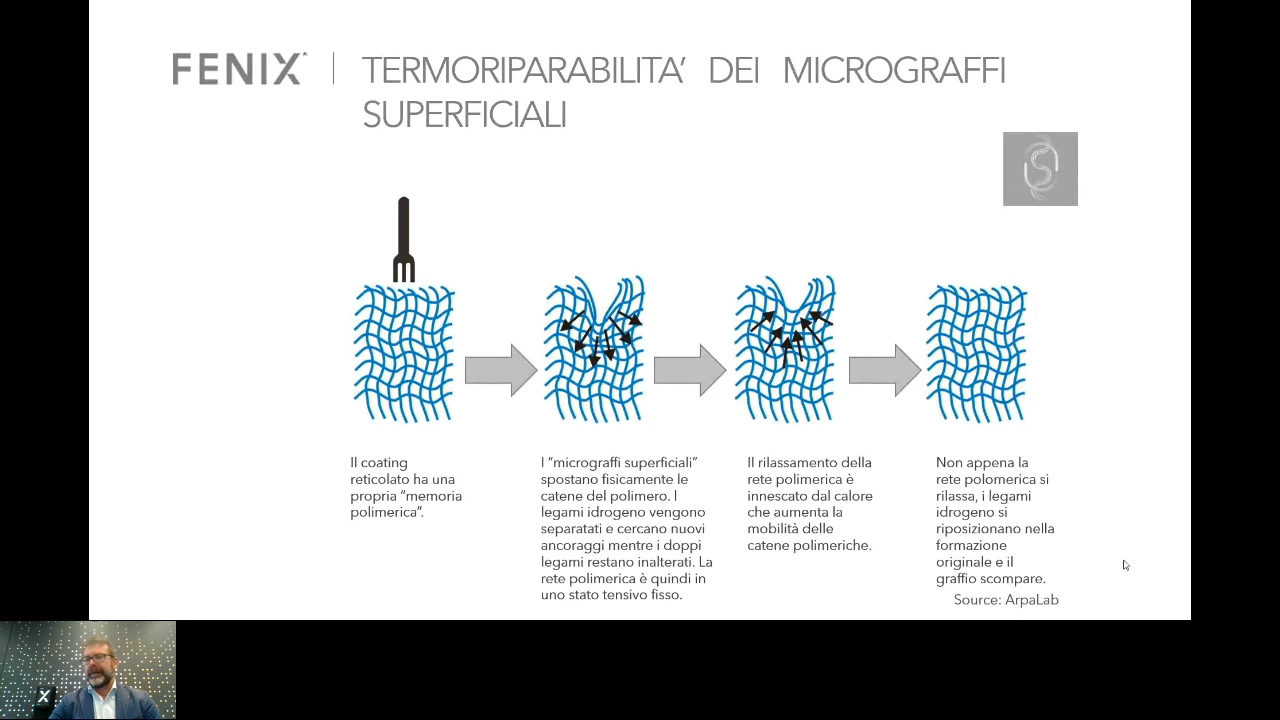 FENIX
TERMORIPARABILITA' DEI MICROGRAFFI
SUPERFICIALI
Il coating
reticolato ha una
propria "memoria
polimerica".
I "micrograffi superficiali"
spostano fisicamente le
catene del polimero. I
legami idrogeno vengono
separatati e cercano nuovi
ancoraggi mentre i doppi
legami restano inalterati. La
rete polimerica è quindi in
uno stato tensivo fisso.
Il rilassamento della
rete polimerica è
innescato dal calore
che aumenta la
mobilità delle
catene polimeriche.
Non appena la
rete polomerica si
rilassa, i legami
idrogeno si
riposizionano nella
formazione
originale e il
graffio scompare.
Source: ArpaLab
X